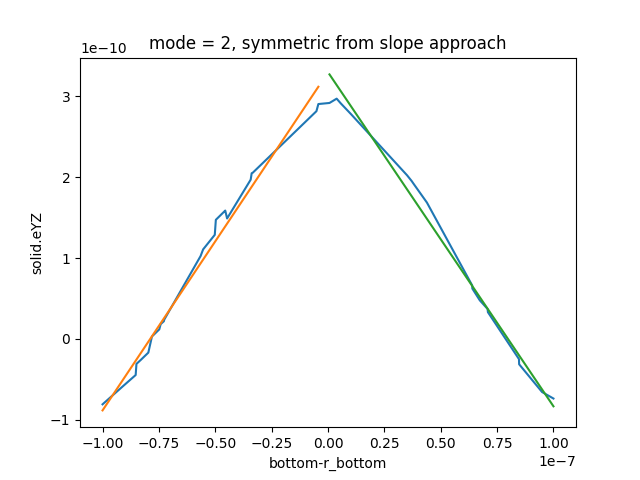 mode = 2, symmetric from slope approach
1e−10
3
2
1
0
−1
solid.eYZ
−1.00 −0.75 −0.50 −0.25 0.00 0.25 0.50 0.75 1.00
bottom-r_bottom
1e−7